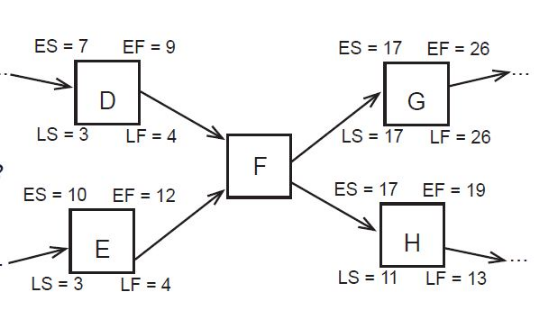 ES = 7 EF = 9
D
LS = 3 LF = 4
ES = 10 EF = 12
E
LS = 3 LF = 4
F
ES = 17 EF = 26
G
LS = 17 LF = 26
ES = 17 EF = 19
H
LS = 11 LF = 13
...
...